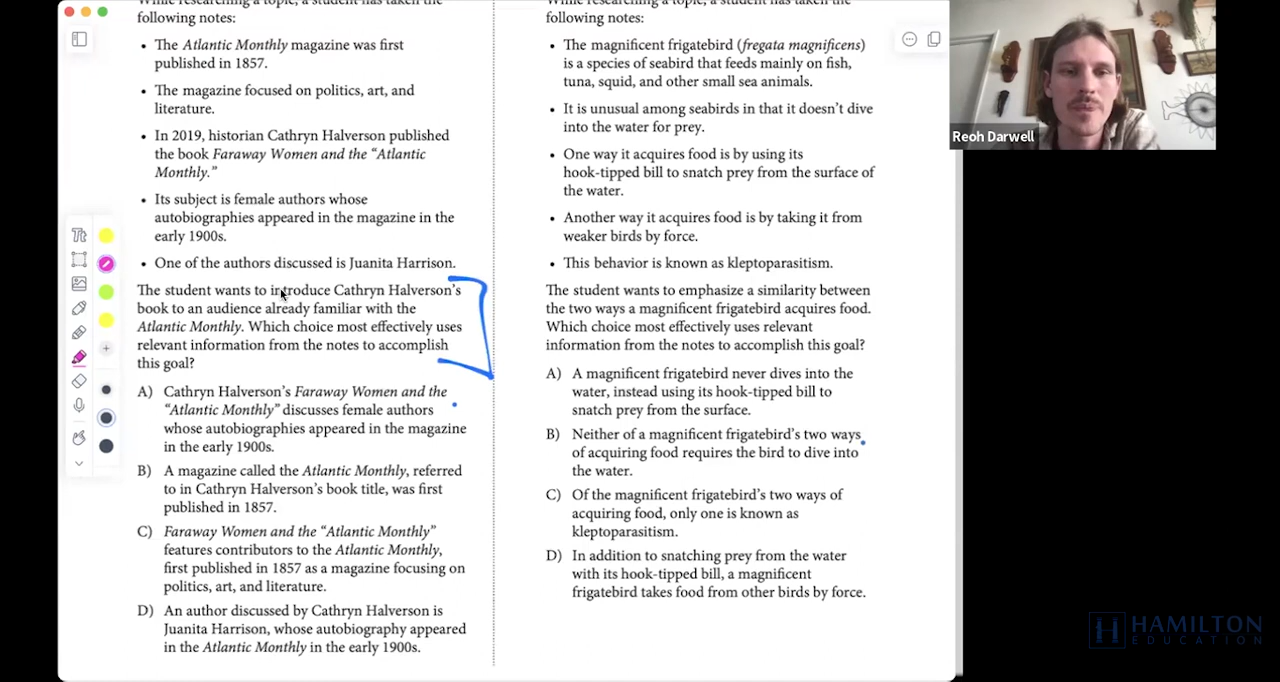 While researching a topic, a student has taken the
following notes:
• The Atlantic Monthly magazine was first
published in 1857.
• The magazine focused on politics, art, and
literature.
• In 2019, historian Cathryn Halverson published
the book Faraway Women and the “Atlantic
Monthly.”
• Its subject is female authors whose
autobiographies appeared in the magazine in the
early 1900s.
• One of the authors discussed is Juanita Harrison.
The student wants to introduce Cathryn Halverson’s
book to an audience already familiar with the
Atlantic Monthly. Which choice most effectively uses
relevant information from the notes to accomplish
this goal?
A) Cathryn Halverson’s Faraway Women and the
“Atlantic Monthly” discusses female authors
whose autobiographies appeared in the magazine
in the early 1900s.
B) A magazine called the Atlantic Monthly, referred
to in Cathryn Halverson’s book title, was first
published in 1857.
C) Faraway Women and the “Atlantic Monthly”
features contributors to the Atlantic Monthly,
first published in 1857 as a magazine focusing on
politics, art, and literature.
D) An author discussed by Cathryn Halverson is
Juanita Harrison, whose autobiography appeared
in the Atlantic Monthly in the early 1900s.
While researching a topic, a student has taken the
following notes:
• The magnificent frigatebird (fregata magnificens)
is a species of seabird that feeds mainly on fish,
tuna, squid, and other small sea animals.
• It is unusual among seabirds in that it doesn’t dive
into the water for prey.
• One way it acquires food is by using its
hook-tipped bill to snatch prey from the surface of
the water.
• Another way it acquires food is by taking it from
weaker birds by force.
• This behavior is known as kleptoparasitism.
The student wants to emphasize a similarity between
the two ways a magnificent frigatebird acquires food.
Which choice most effectively uses relevant
information from the notes to accomplish this goal?
A) A magnificent frigatebird never dives into the
water, instead using its hook-tipped bill to
snatch prey from the surface.
B) Neither of a magnificent frigatebird’s two ways
of acquiring food requires the bird to dive into
the water.
C) Of the magnificent frigatebird’s two ways of
acquiring food, only one is known as
kleptoparasitism.
D) In addition to snatching prey from the water
with its hook-tipped bill, a magnificent
frigatebird takes food from other birds by force.
Tt
Reoh Darwell
HAMILTON
EDUCATION